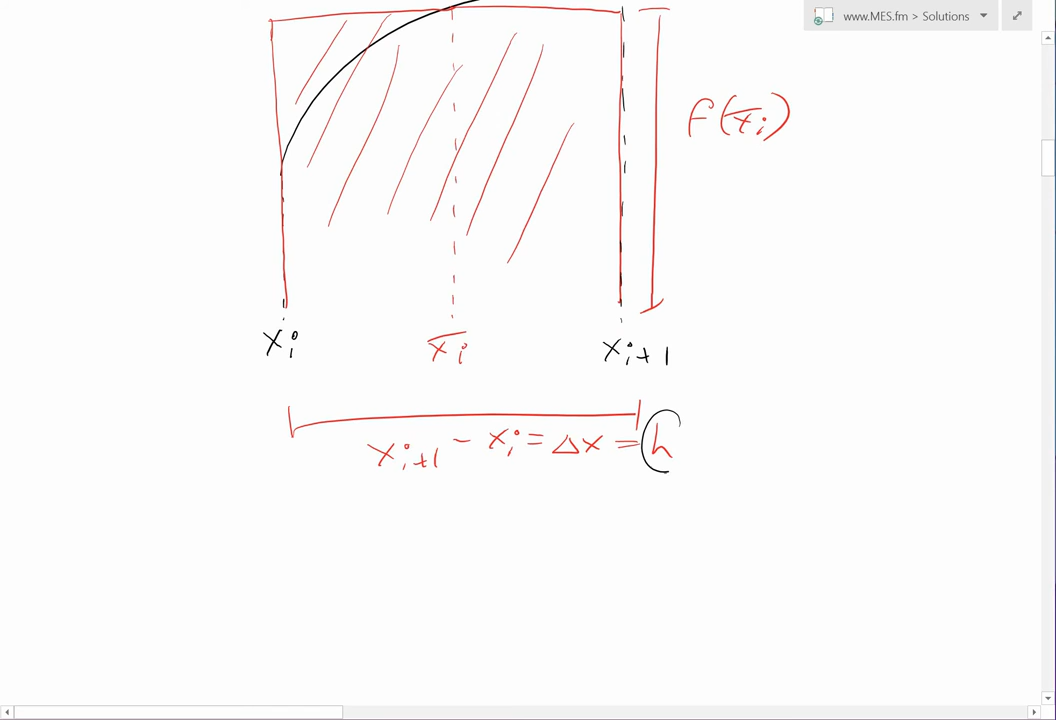 www.MES.fm > Solutions
f(x̅ᵢ)
xᵢ x̅ᵢ xᵢ₊₁
xᵢ₊₁ - xᵢ = Δx = h